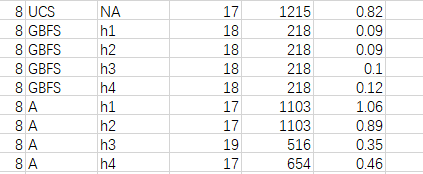 8 UCS NA 17 1215 0.82
8 GBFS h1 18 218 0.09
8 GBFS h2 18 218 0.09
8 GBFS h3 18 218 0.1
8 GBFS h4 18 218 0.12
8 A h1 17 1103 1.06
8 A h2 17 1103 0.89
8 A h3 19 516 0.35
8 A h4 17 654 0.46